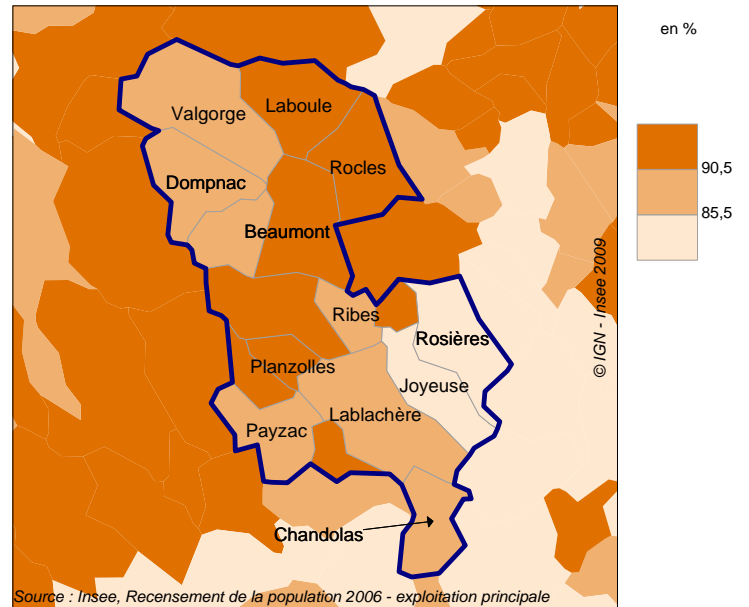 en %
90,5
85,5
Valgorge
Laboule
Rocles
Dompnac
Beaumont
Ribes
Rosières
Planzolles
Joyeuse
Lablachère
Payzac
Chandolas
© IGN - Insee 2009
Source : Insee, Recensement de la population 2006 - exploitation principale